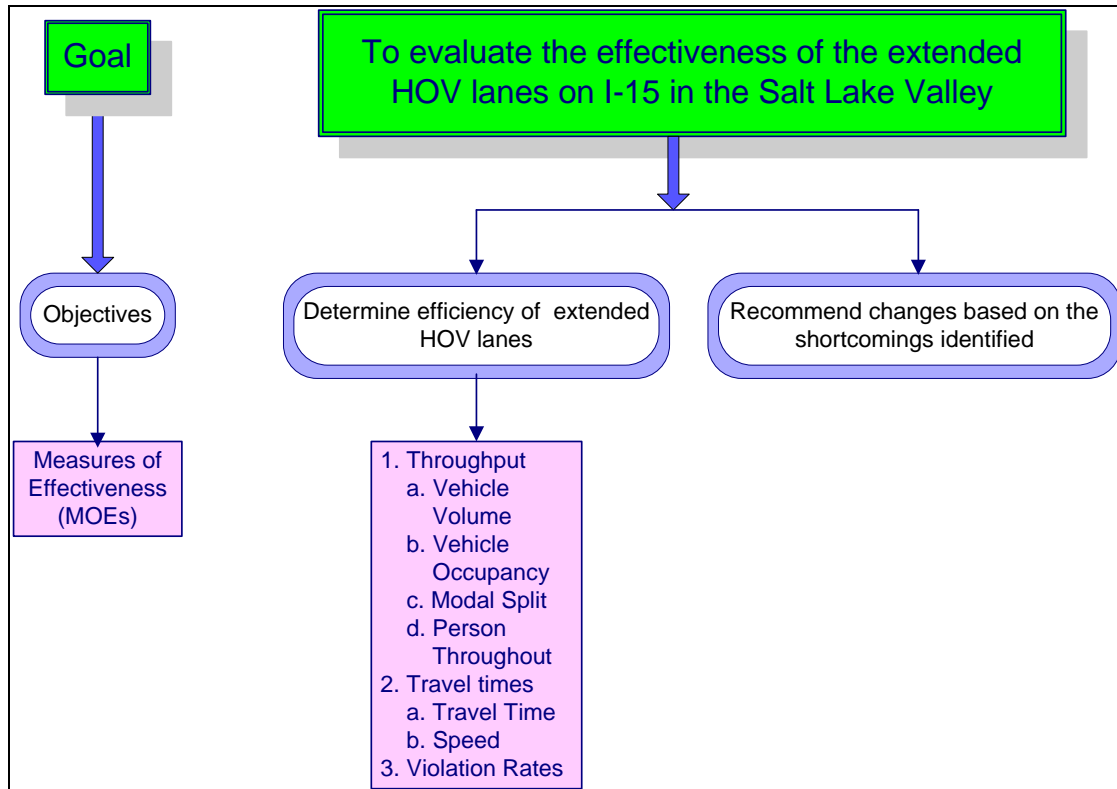 Goal
To evaluate the effectiveness of the extended
HOV lanes on I-15 in the Salt Lake Valley
Objectives
Determine efficiency of extended
HOV lanes
Recommend changes based on the
shortcomings identified
Measures of
Effectiveness
(MOEs)
1. Throughput
a. Vehicle
Volume
b. Vehicle
Occupancy
c. Modal Split
d. Person
Throughout
2. Travel times
a. Travel Time
b. Speed
3. Violation Rates